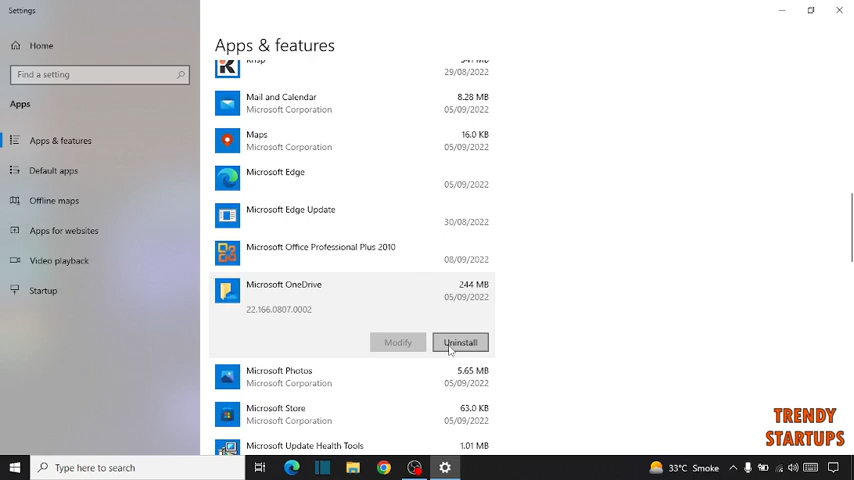 Settings
Home
Find a setting
Apps
Apps & features
Default apps
Offline maps
Apps for websites
Video playback
Startup
Apps & features
Krisp
29/08/2022
Mail and Calendar 8.28 MB
Microsoft Corporation 05/09/2022
Maps 16.0 KB
Microsoft Corporation 05/09/2022
Microsoft Edge
05/09/2022
Microsoft Edge Update
30/08/2022
Microsoft Office Professional Plus 2010
08/09/2022
Microsoft OneDrive 244 MB
05/09/2022
22.166.0807.0002
Modify Uninstall
Microsoft Photos 5.65 MB
Microsoft Corporation 05/09/2022
Microsoft Store 63.0 KB
Microsoft Corporation 05/09/2022
Microsoft Update Health Tools 1.01 MB
TRENDY
STARTUPS
Type here to search
33°C Smoke